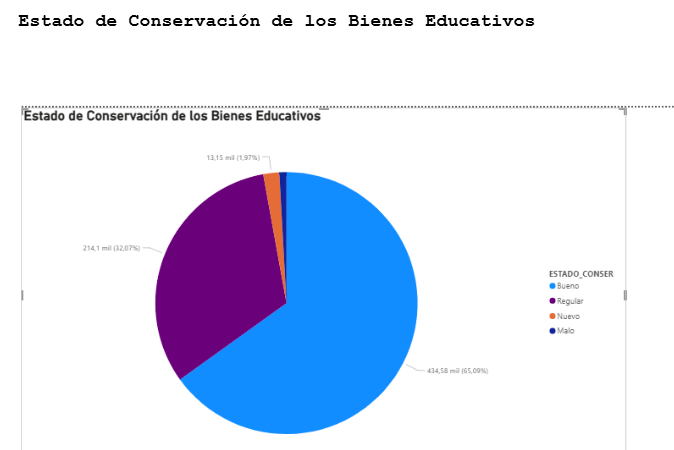 Estado de Conservación de los Bienes Educativos
Estado de Conservación de los Bienes Educativos
13,15 mil (1,97%)
214,1 mil (32,07%)
ESTADO_CONSER
Bueno
Regular
Nuevo
Malo
434,58 mil (65,09%)